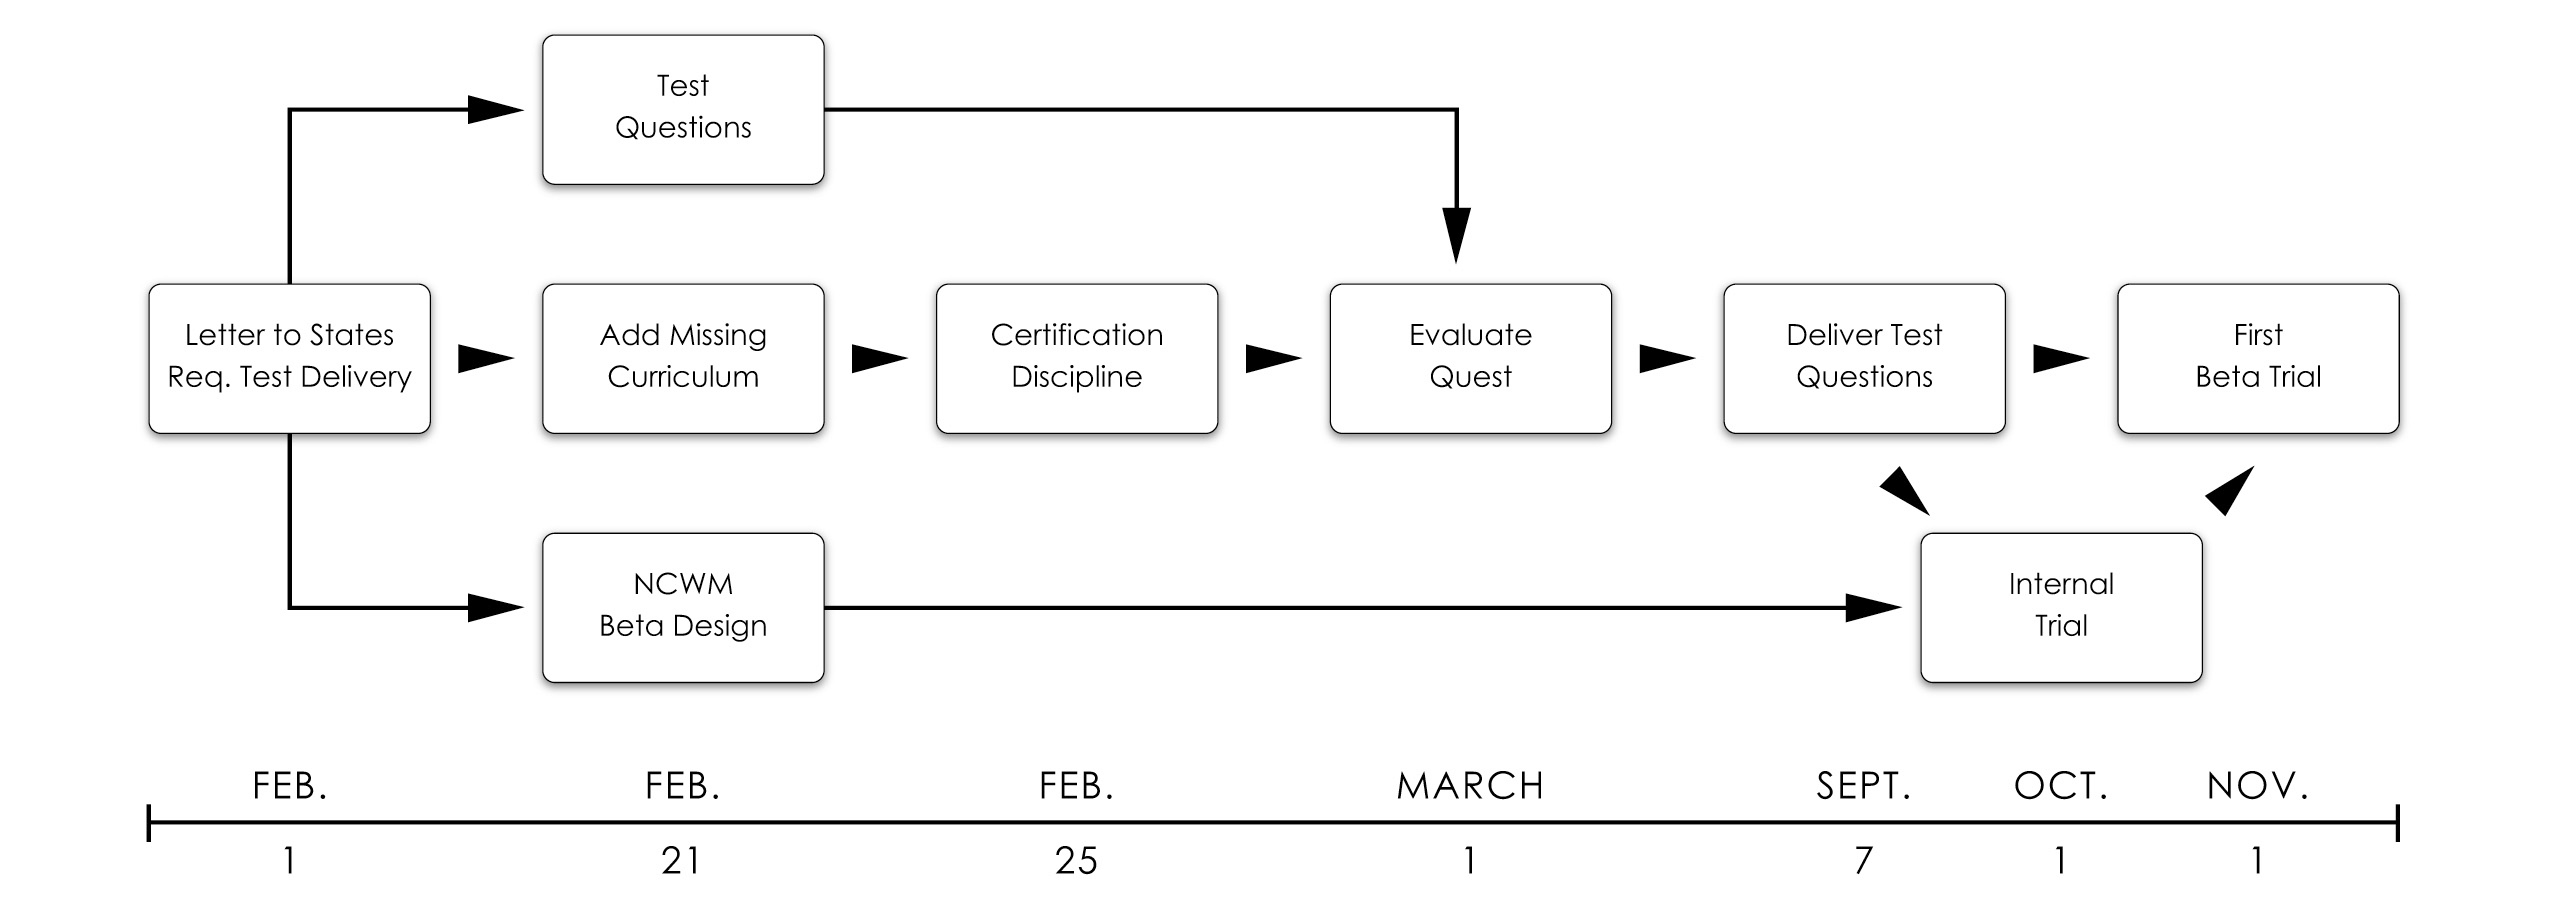 Test
Questions
Letter to States
Req. Test Delivery
Add Missing
Curriculum
Certification
Discipline
Evaluate
Quest
Deliver Test
Questions
First
Beta Trial
NCWM
Beta Design
Internal
Trial
FEB. FEB. FEB. MARCH SEPT. OCT. NOV.
1 21 25 1 7 1 1